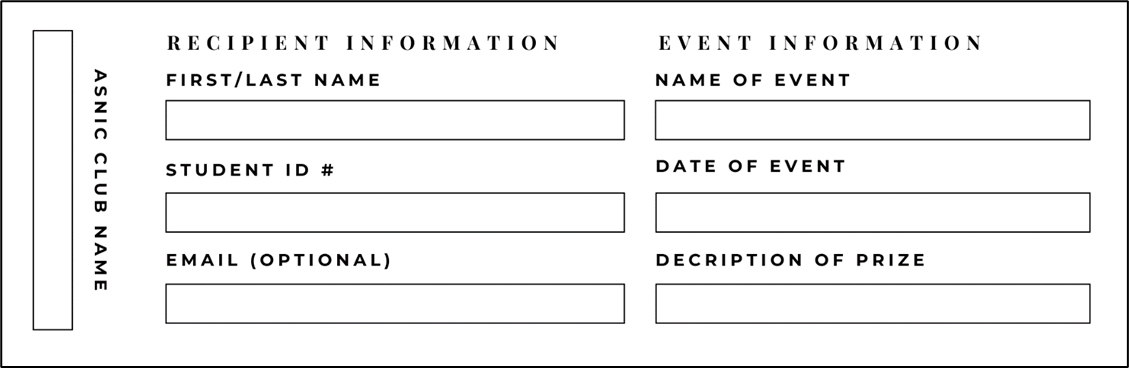 ASNIC CLUB NAME
RECIPIENT INFORMATION
FIRST/LAST NAME
STUDENT ID #
EMAIL (OPTIONAL)
EVENT INFORMATION
NAME OF EVENT
DATE OF EVENT
DECRIPTION OF PRIZE